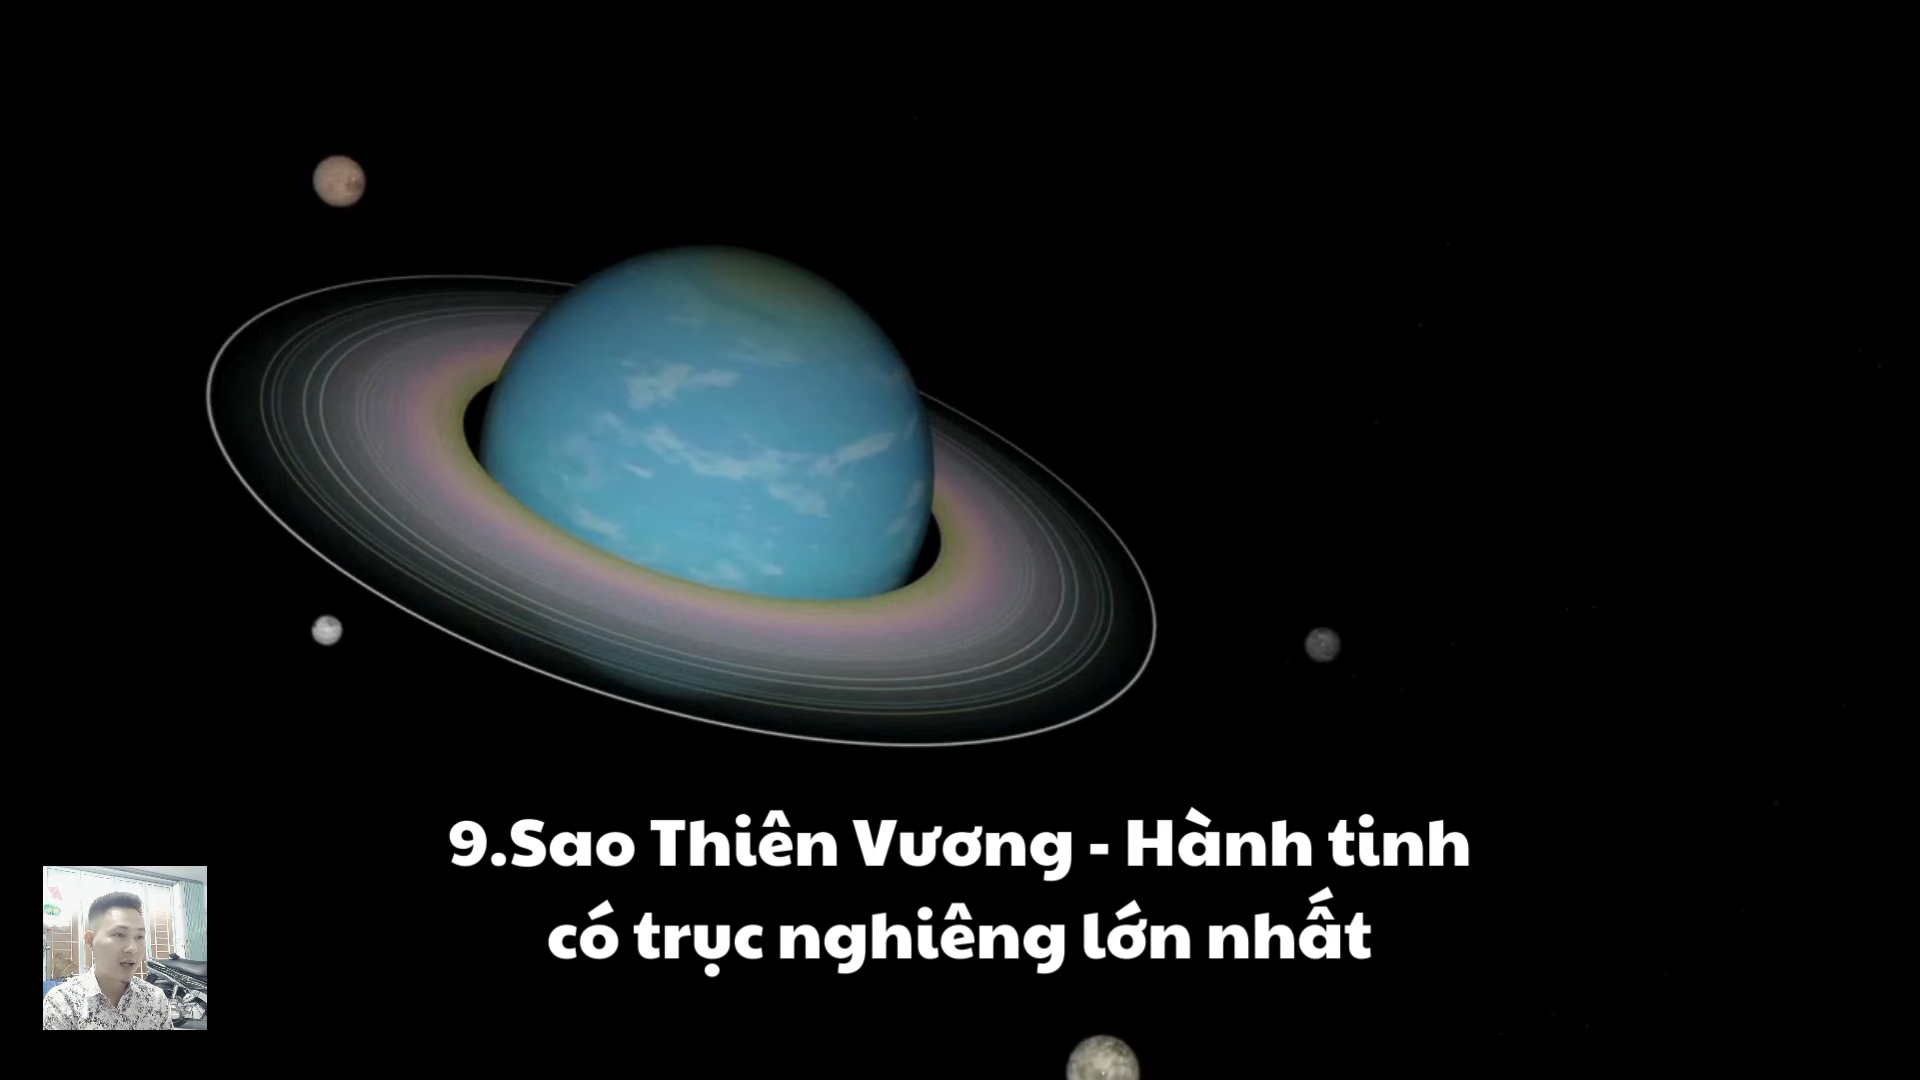 9.Sao Thiên Vương - Hành tinh
có trục nghiêng lớn nhất